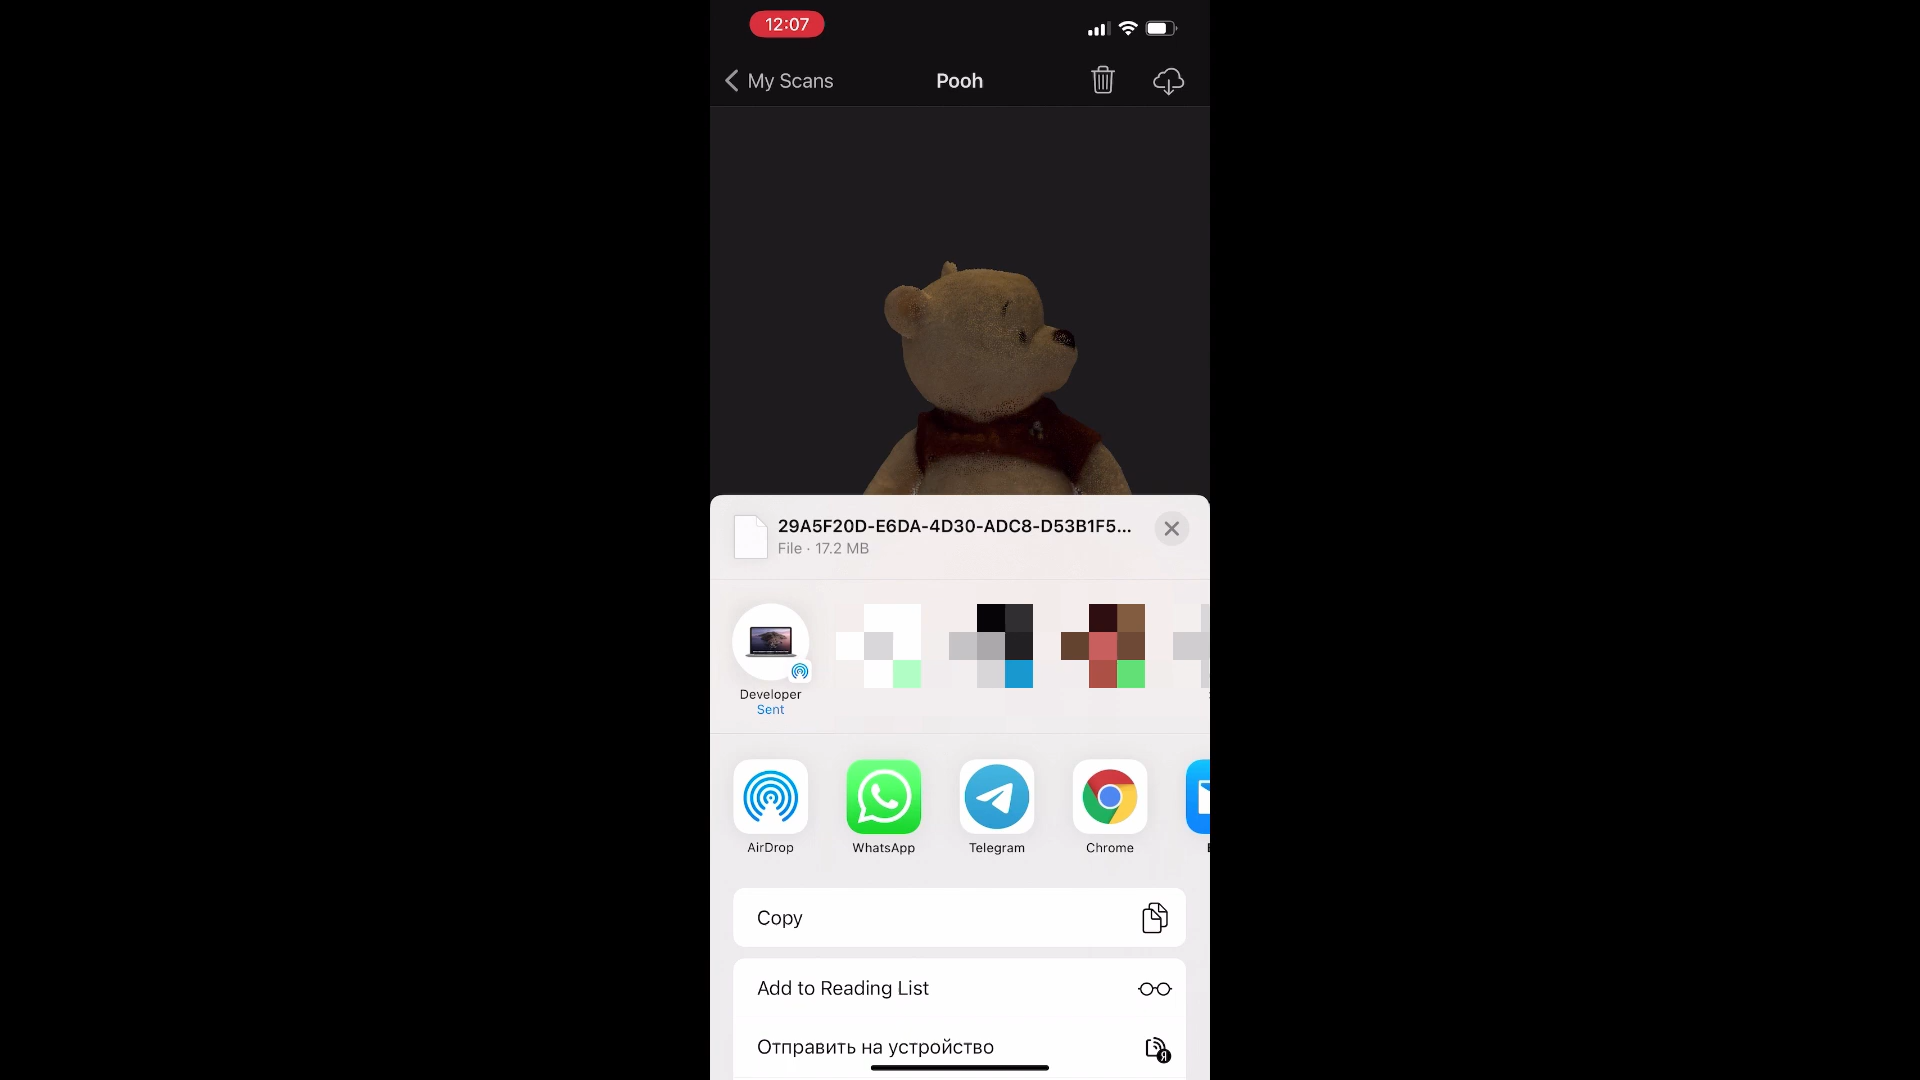 12:07
My Scans
Pooh
29A5F20D-E6DA-4D30-ADC8-D53B1F5...
File · 17.2 MB
Developer
Sent
AirDrop
WhatsApp
Telegram
Chrome
Copy
Add to Reading List
Отправить на устройство